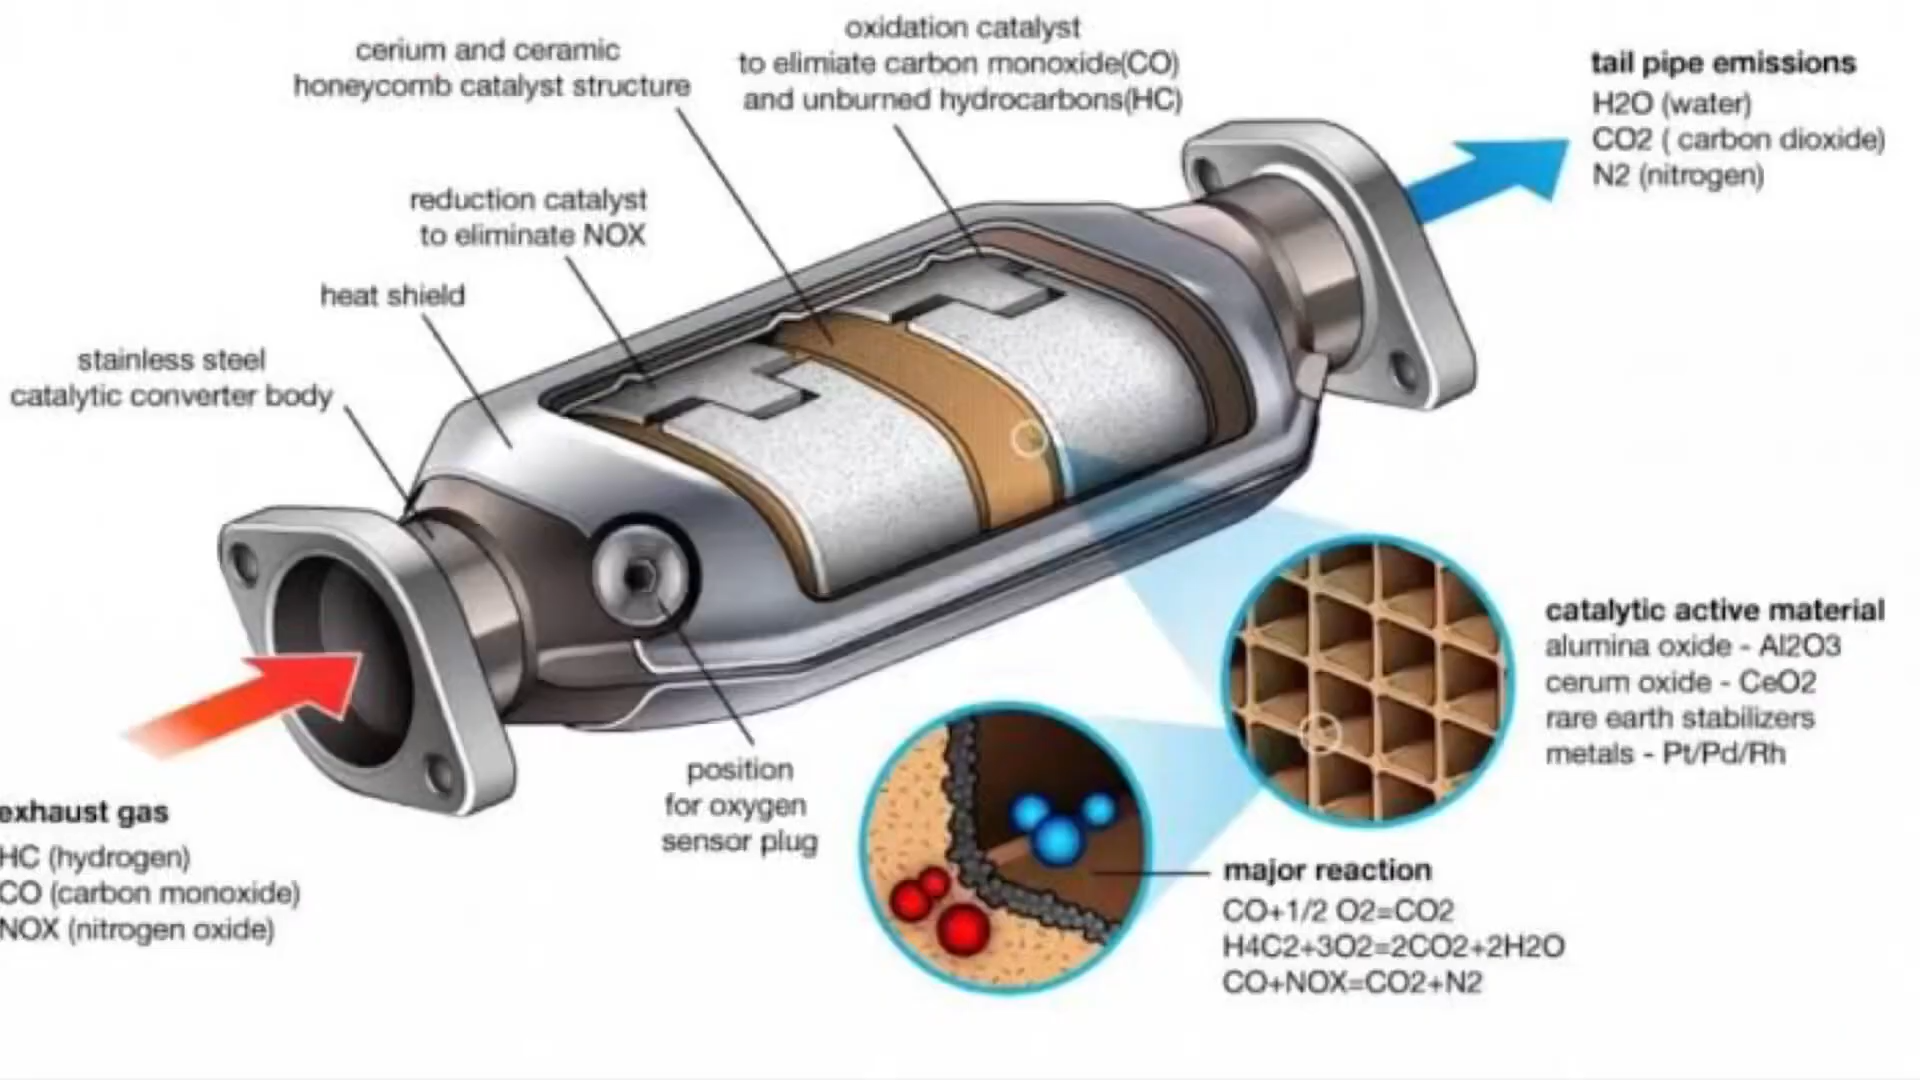 cerium and ceramic
honeycomb catalyst structure
oxidation catalyst
to elimiate carbon monoxide(CO)
and unburned hydrocarbons(HC)
tail pipe emissions
H2O (water)
CO2 ( carbon dioxide)
N2 (nitrogen)
reduction catalyst
to eliminate NOX
heat shield
stainless steel
catalytic converter body
catalytic active material
alumina oxide - Al2O3
cerum oxide - CeO2
rare earth stabilizers
metals - Pt/Pd/Rh
position
for oxygen
sensor plug
exhaust gas
HC (hydrogen)
CO (carbon monoxide)
NOX (nitrogen oxide)
major reaction
CO+1/2 O2=CO2
H4C2+3O2=2CO2+2H2O
CO+NOX=CO2+N2